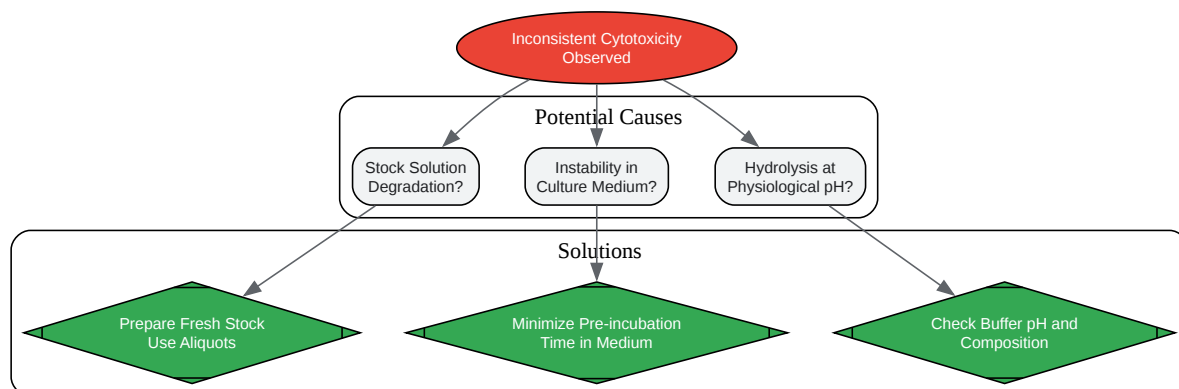 Inconsistent Cytotoxicity
Observed
Potential Causes
Stock Solution
Degradation?
Instability in
Culture Medium?
Hydrolysis at
Physiological pH?
Solutions
Prepare Fresh Stock
Use Aliquots
Minimize Pre-incubation
Time in Medium
Check Buffer pH and
Composition